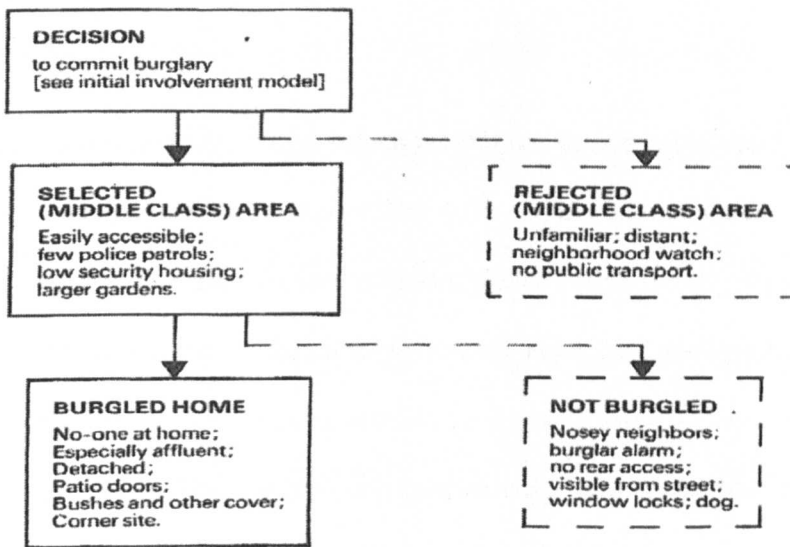 DECISION
to commit burglary
[see initial involvement model]
SELECTED
(MIDDLE CLASS) AREA
Easily accessible;
few police patrols;
low security housing;
larger gardens.
REJECTED
(MIDDLE CLASS) AREA
Unfamiliar; distant;
neighborhood watch;
no public transport.
BURGLED HOME
No-one at home;
Especially affluent;
Detached;
Patio doors;
Bushes and other cover;
Corner site.
NOT BURGLED
Nosey neighbors;
burglar alarm;
no rear access;
visible from street;
window locks; dog.